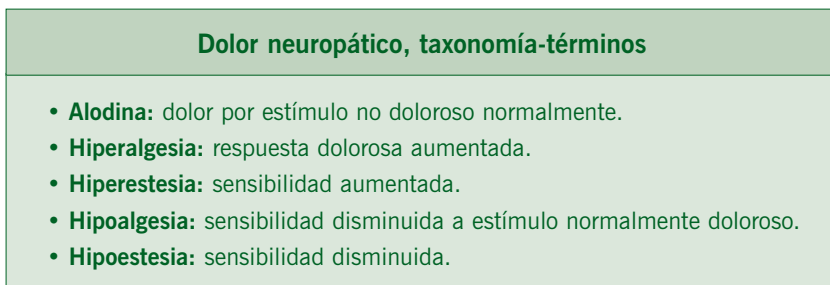 Dolor neuropático, taxonomía-términos
• Alodina: dolor por estímulo no doloroso normalmente.
• Hiperalgesia: respuesta dolorosa aumentada.
• Hiperestesia: sensibilidad aumentada.
• Hipoalgesia: sensibilidad disminuida a estímulo normalmente doloroso.
• Hipoestesia: sensibilidad disminuida.